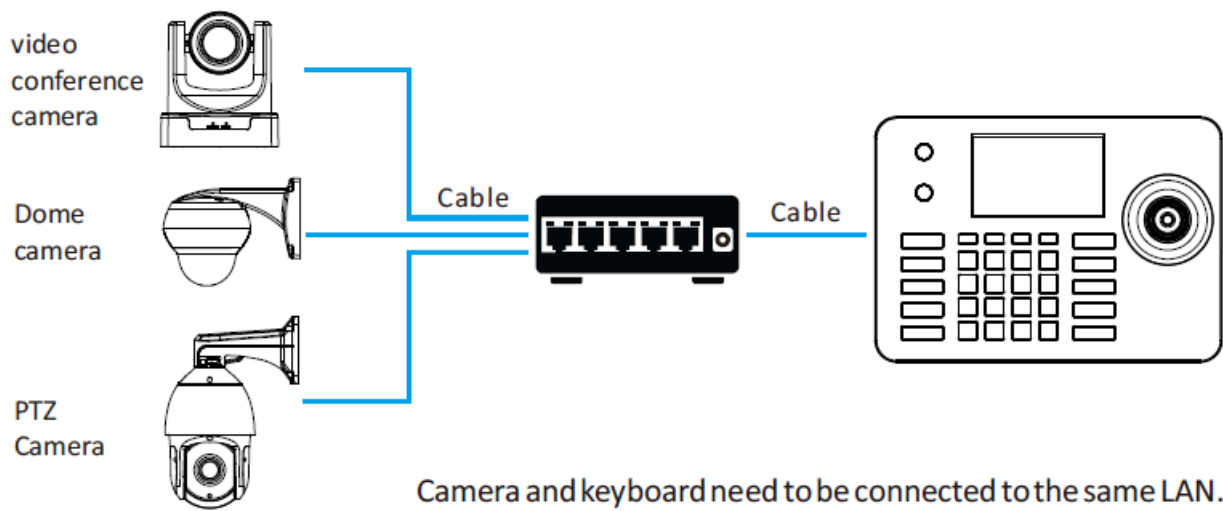 video
conference
camera
Dome
camera
PTZ
Camera
Cable
Cable
Camera and keyboard need to be connected to the same LAN.